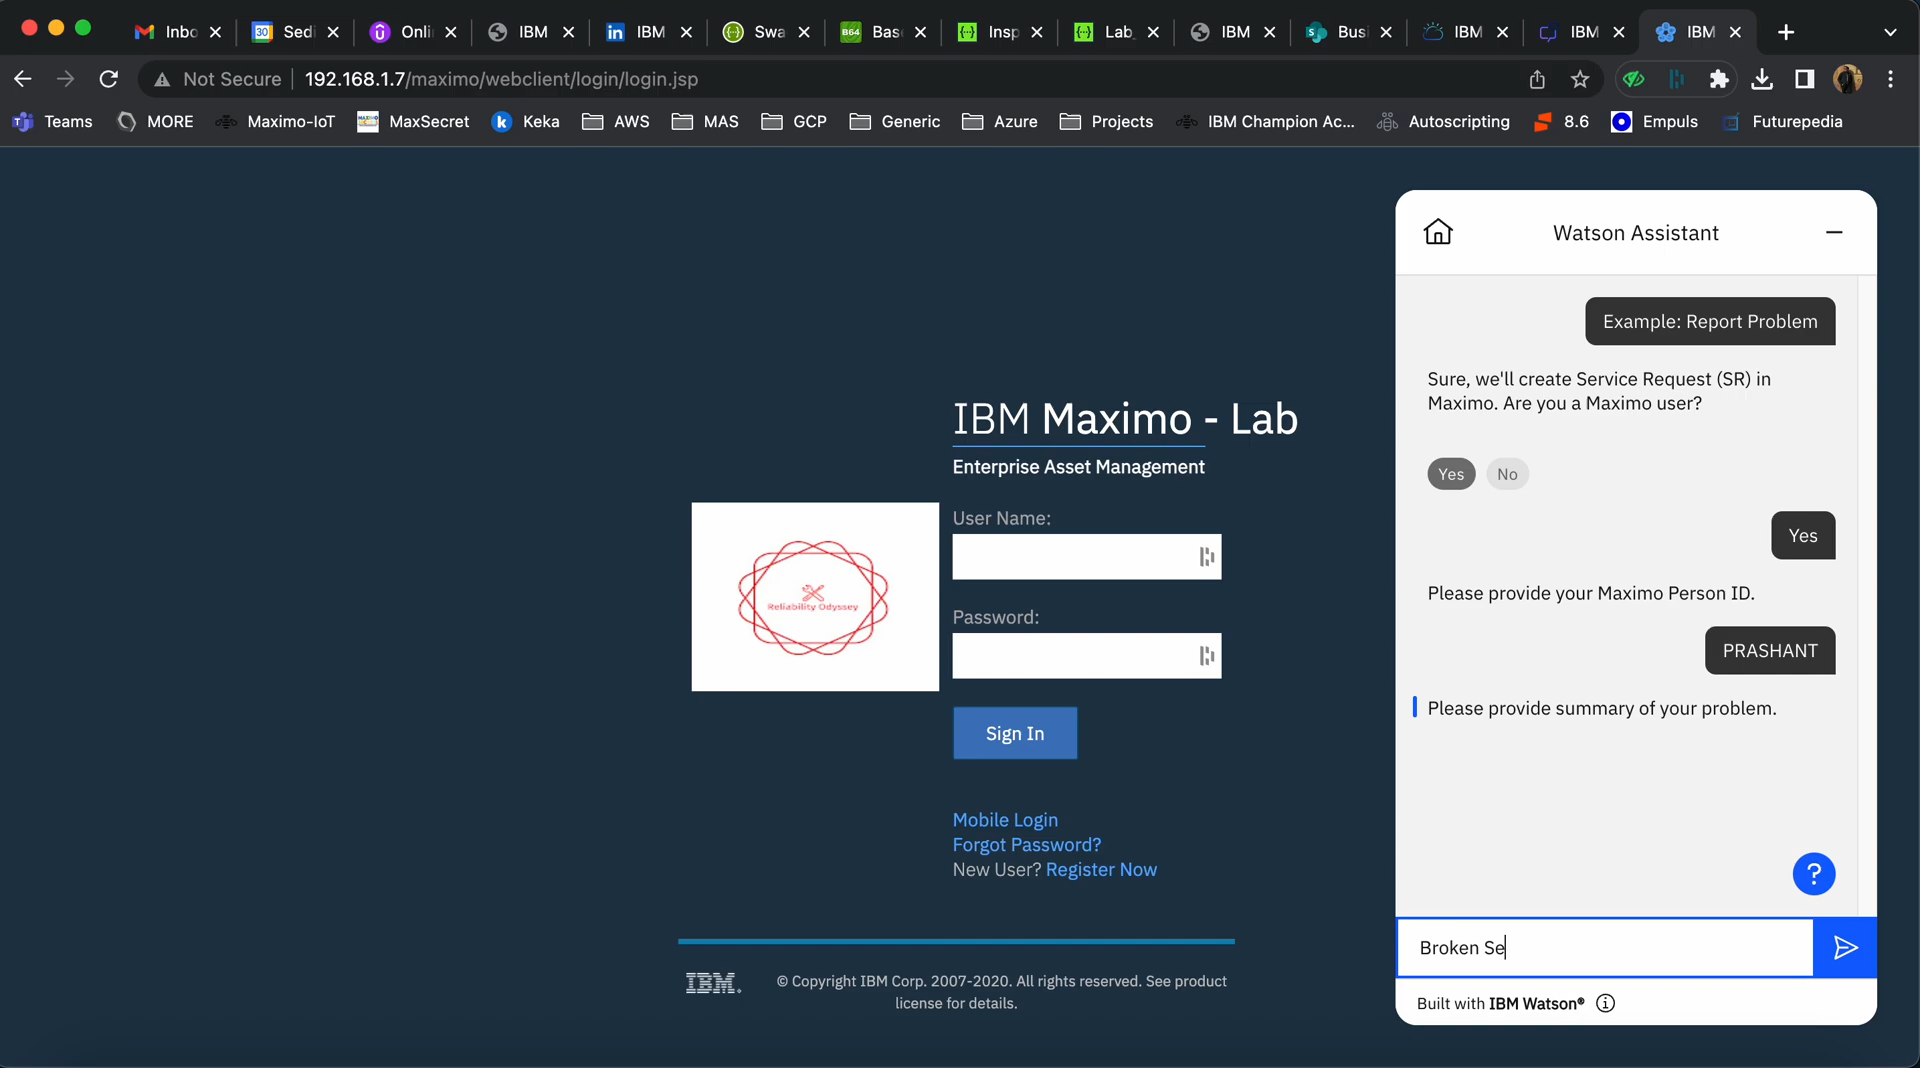 Inbo
30
Sedi
Onli
IBM
in
IBM
Swa
B64
Base
Insp
Lab_
IBM
Busi
IBM
IBM
IBM
Not Secure
192.168.1.7/maximo/webclient/login/login.jsp
Teams
MORE
Maximo-IoT
MaxSecret
Keka
AWS
MAS
GCP
Generic
Azure
Projects
IBM Champion Ac...
Autoscripting
8.6
Empuls
Futurepedia
IBM Maximo - Lab
Enterprise Asset Management
Reliability Odyssey
User Name:
Password:
Sign In
Mobile Login
Forgot Password?
New User? Register Now
IBM.
© Copyright IBM Corp. 2007-2020. All rights reserved. See product
license for details.
Watson Assistant
Example: Report Problem
Sure, we'll create Service Request (SR) in
Maximo. Are you a Maximo user?
Yes
No
Yes
Please provide your Maximo Person ID.
PRASHANT
Please provide summary of your problem.
?
Broken Se
Built with IBM Watson®